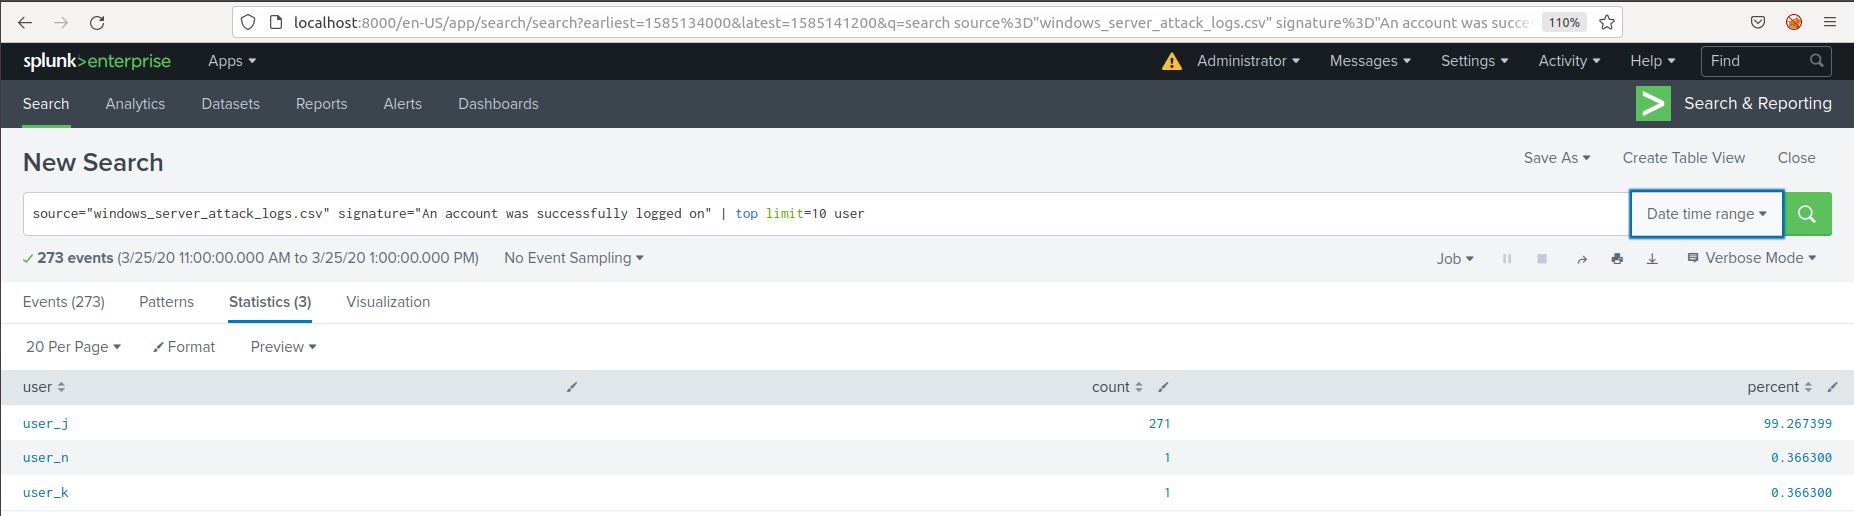 localhost:8000/en-US/app/search/search?earliest=1585134000&latest=1585141200&q=search source%3D"windows_server_attack_logs.csv" signature%3D"An account was succe 110%
splunk>enterprise Apps Administrator Messages Settings Activity Help Find
Search Analytics Datasets Reports Alerts Dashboards > Search & Reporting
New Search Save As Create Table View Close
source="windows_server_attack_logs.csv" signature="An account was successfully logged on" | top limit=10 user Date time range
273 events (3/25/20 11:00:00.000 AM to 3/25/20 1:00:00.000 PM) No Event Sampling Job Verbose Mode
Events (273) Patterns Statistics (3) Visualization
20 Per Page Format Preview
user count percent
user_j 271 99.267399
user_n 1 0.366300
user_k 1 0.366300